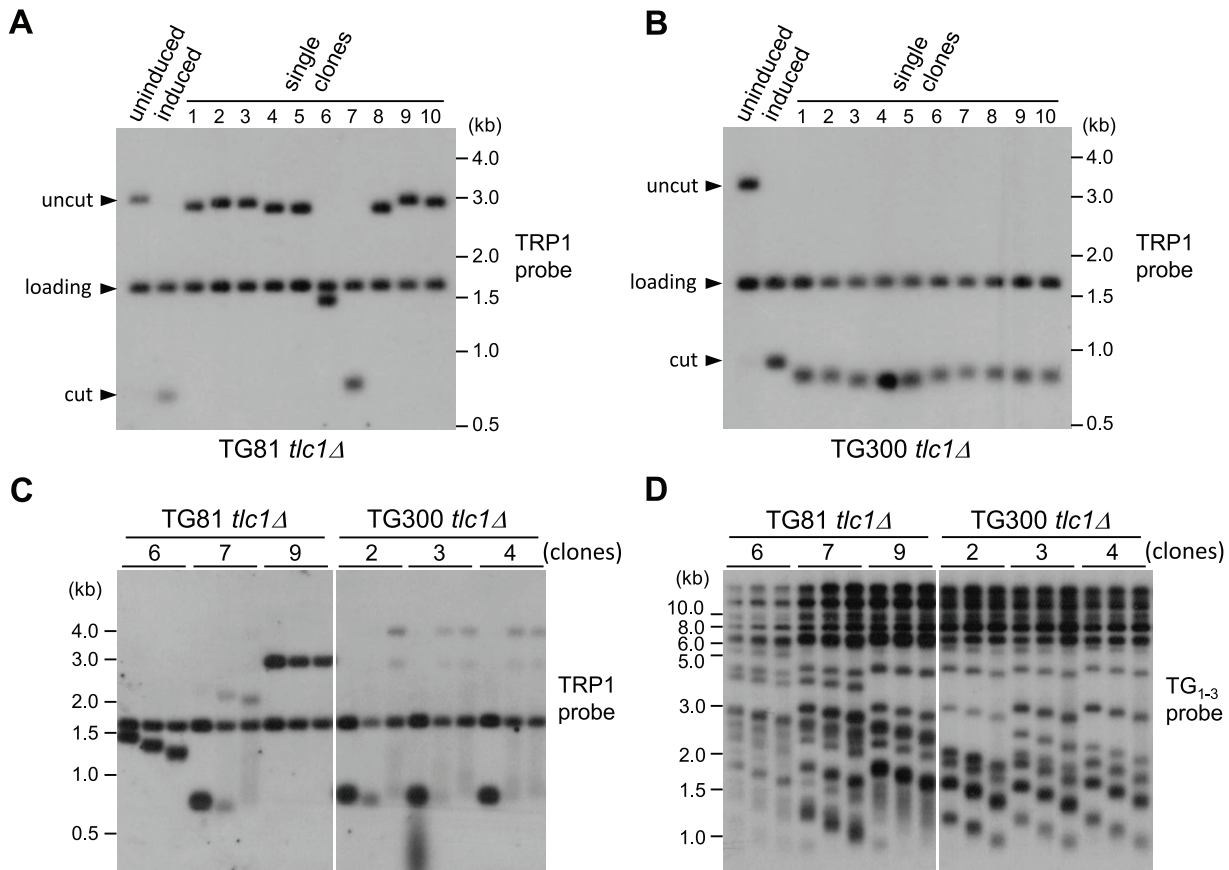 A
uninduced
induced
single
clones
1 2 3 4 5 6 7 8 9 10
(kb)
4.0
uncut
3.0
2.0
loading
1.5
1.0
cut
0.5
TRP1
probe
TG81 tlc1Δ
B
uninduced
induced
single
clones
1 2 3 4 5 6 7 8 9 10
(kb)
4.0
uncut
3.0
2.0
loading
1.5
cut
1.0
0.5
TRP1
probe
TG300 tlc1Δ
C
TG81 tlc1Δ TG300 tlc1Δ
6 7 9 2 3 4 (clones)
(kb)
4.0
3.0
2.0
1.5
1.0
0.5
TRP1
probe
D
TG81 tlc1Δ TG300 tlc1Δ
6 7 9 2 3 4 (clones)
(kb)
10.0
8.0
6.0
5.0
3.0
2.0
1.5
1.0
TG1-3
probe